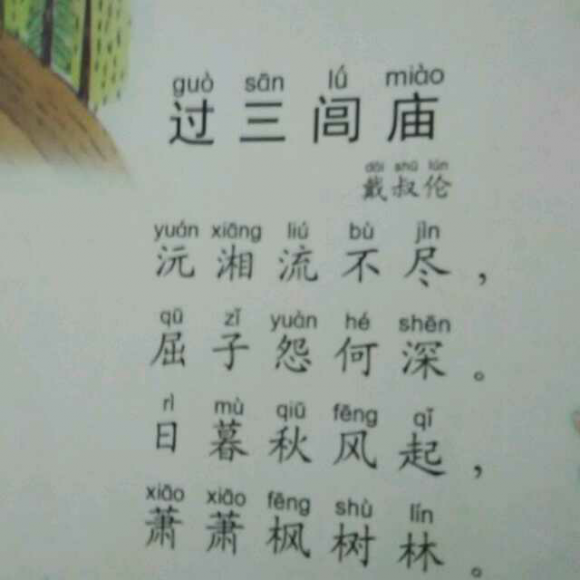 guò sān lǘ miào
过三闾庙
dài shū lún
戴叔伦
yuán xiāng liú bù jìn
沅湘流不尽，
qū zǐ yuàn hé shēn
屈子怨何深。
rì mù qiū fēng qǐ
日暮秋风起，
xiāo xiāo fēng shù lín
萧萧枫树林。